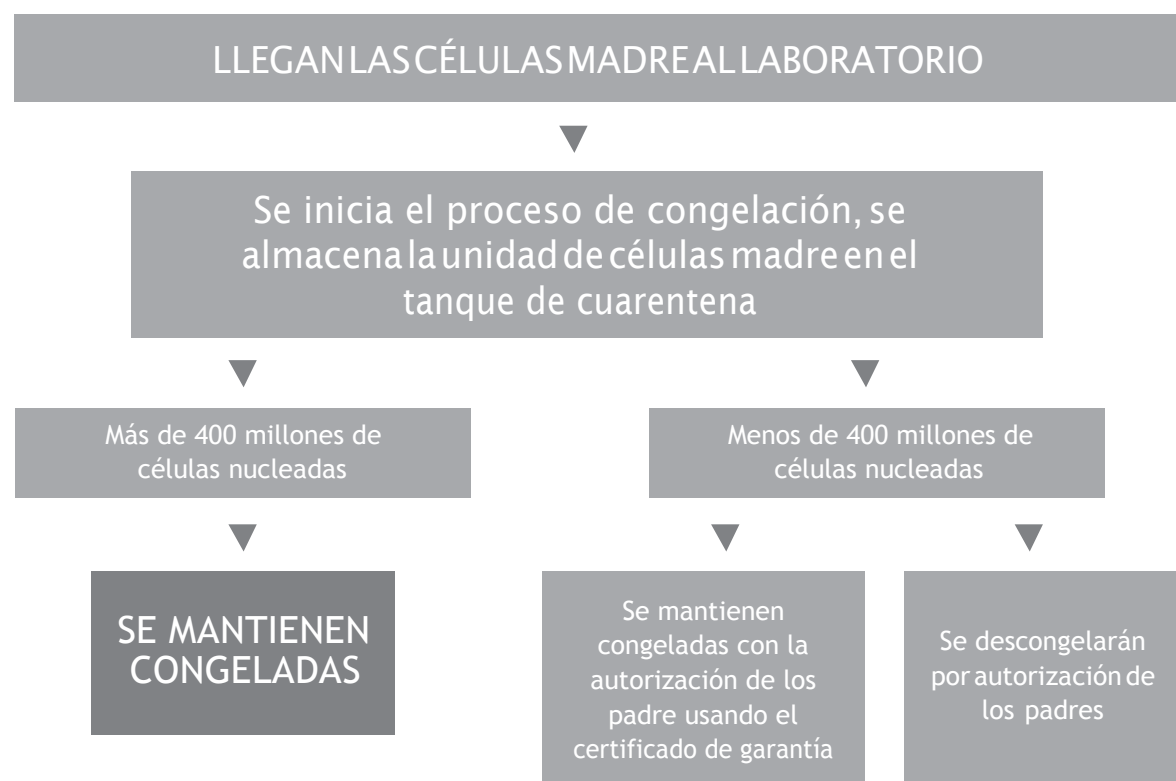 LLEGAN LAS CÉLULAS MADRE AL LABORATORIO
Se inicia el proceso de congelación, se
almacena la unidad de células madre en el
tanque de cuarentena
Más de 400 millones de
células nucleadas
Menos de 400 millones de
células nucleadas
SE MANTIENEN
CONGELADAS
Se mantienen
congeladas con la
autorización de los
padre usando el
certificado de garantía
Se descongelarán
por autorización de
los padres